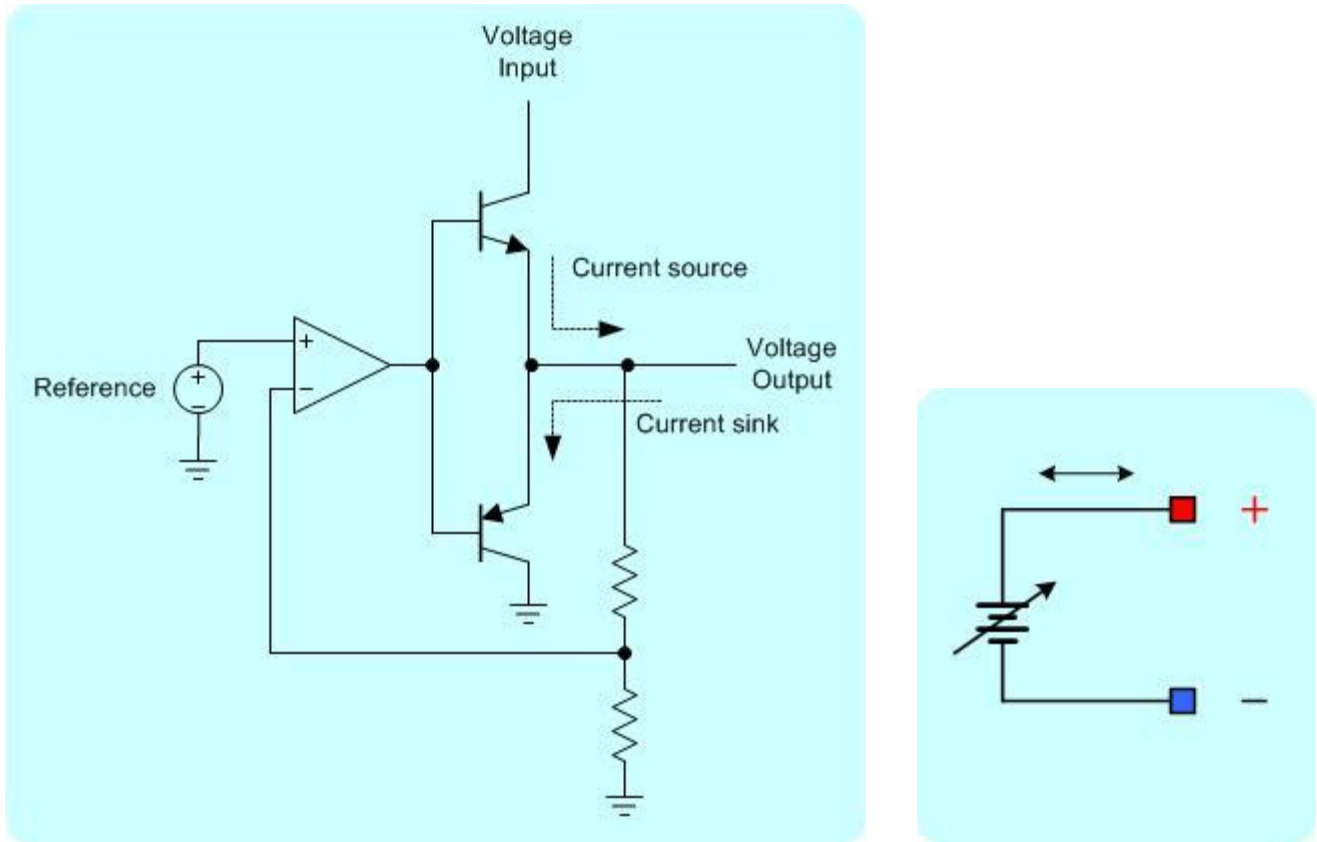 Voltage
Input
Current source
+
−
Reference
+
−
Voltage
Output
Current sink
+
−